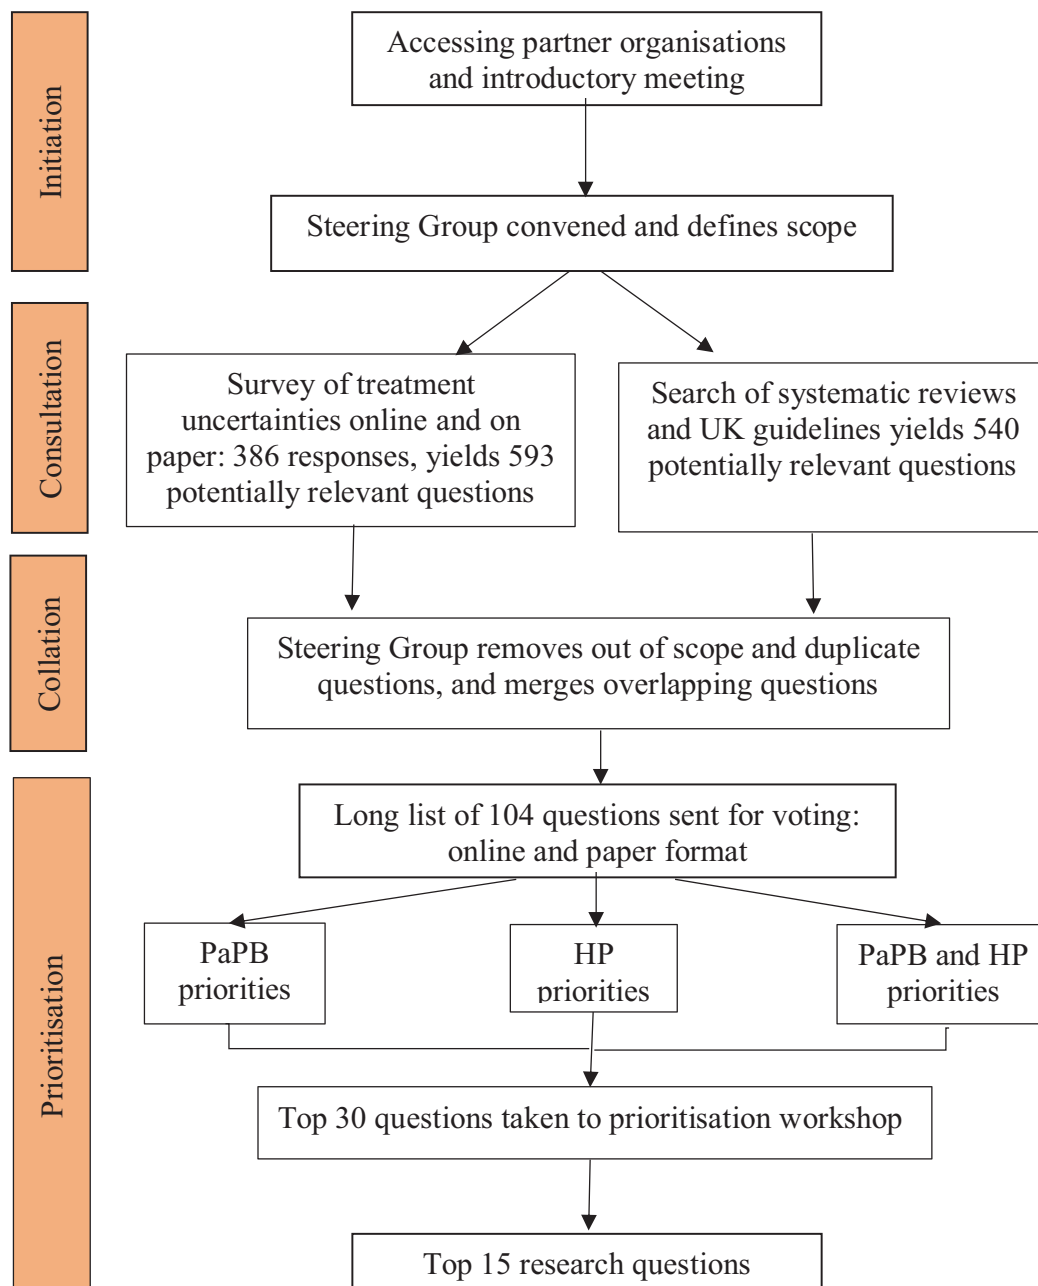 Initiation
Accessing partner organisations
and introductory meeting
Steering Group convened and defines scope
Consultation
Survey of treatment
uncertainties online and on
paper: 386 responses, yields 593
potentially relevant questions
Search of systematic reviews
and UK guidelines yields 540
potentially relevant questions
Collation
Steering Group removes out of scope and duplicate
questions, and merges overlapping questions
Prioritisation
Long list of 104 questions sent for voting:
online and paper format
PaPB
priorities
HP
priorities
PaPB and HP
priorities
Top 30 questions taken to prioritisation workshop
Top 15 research questions